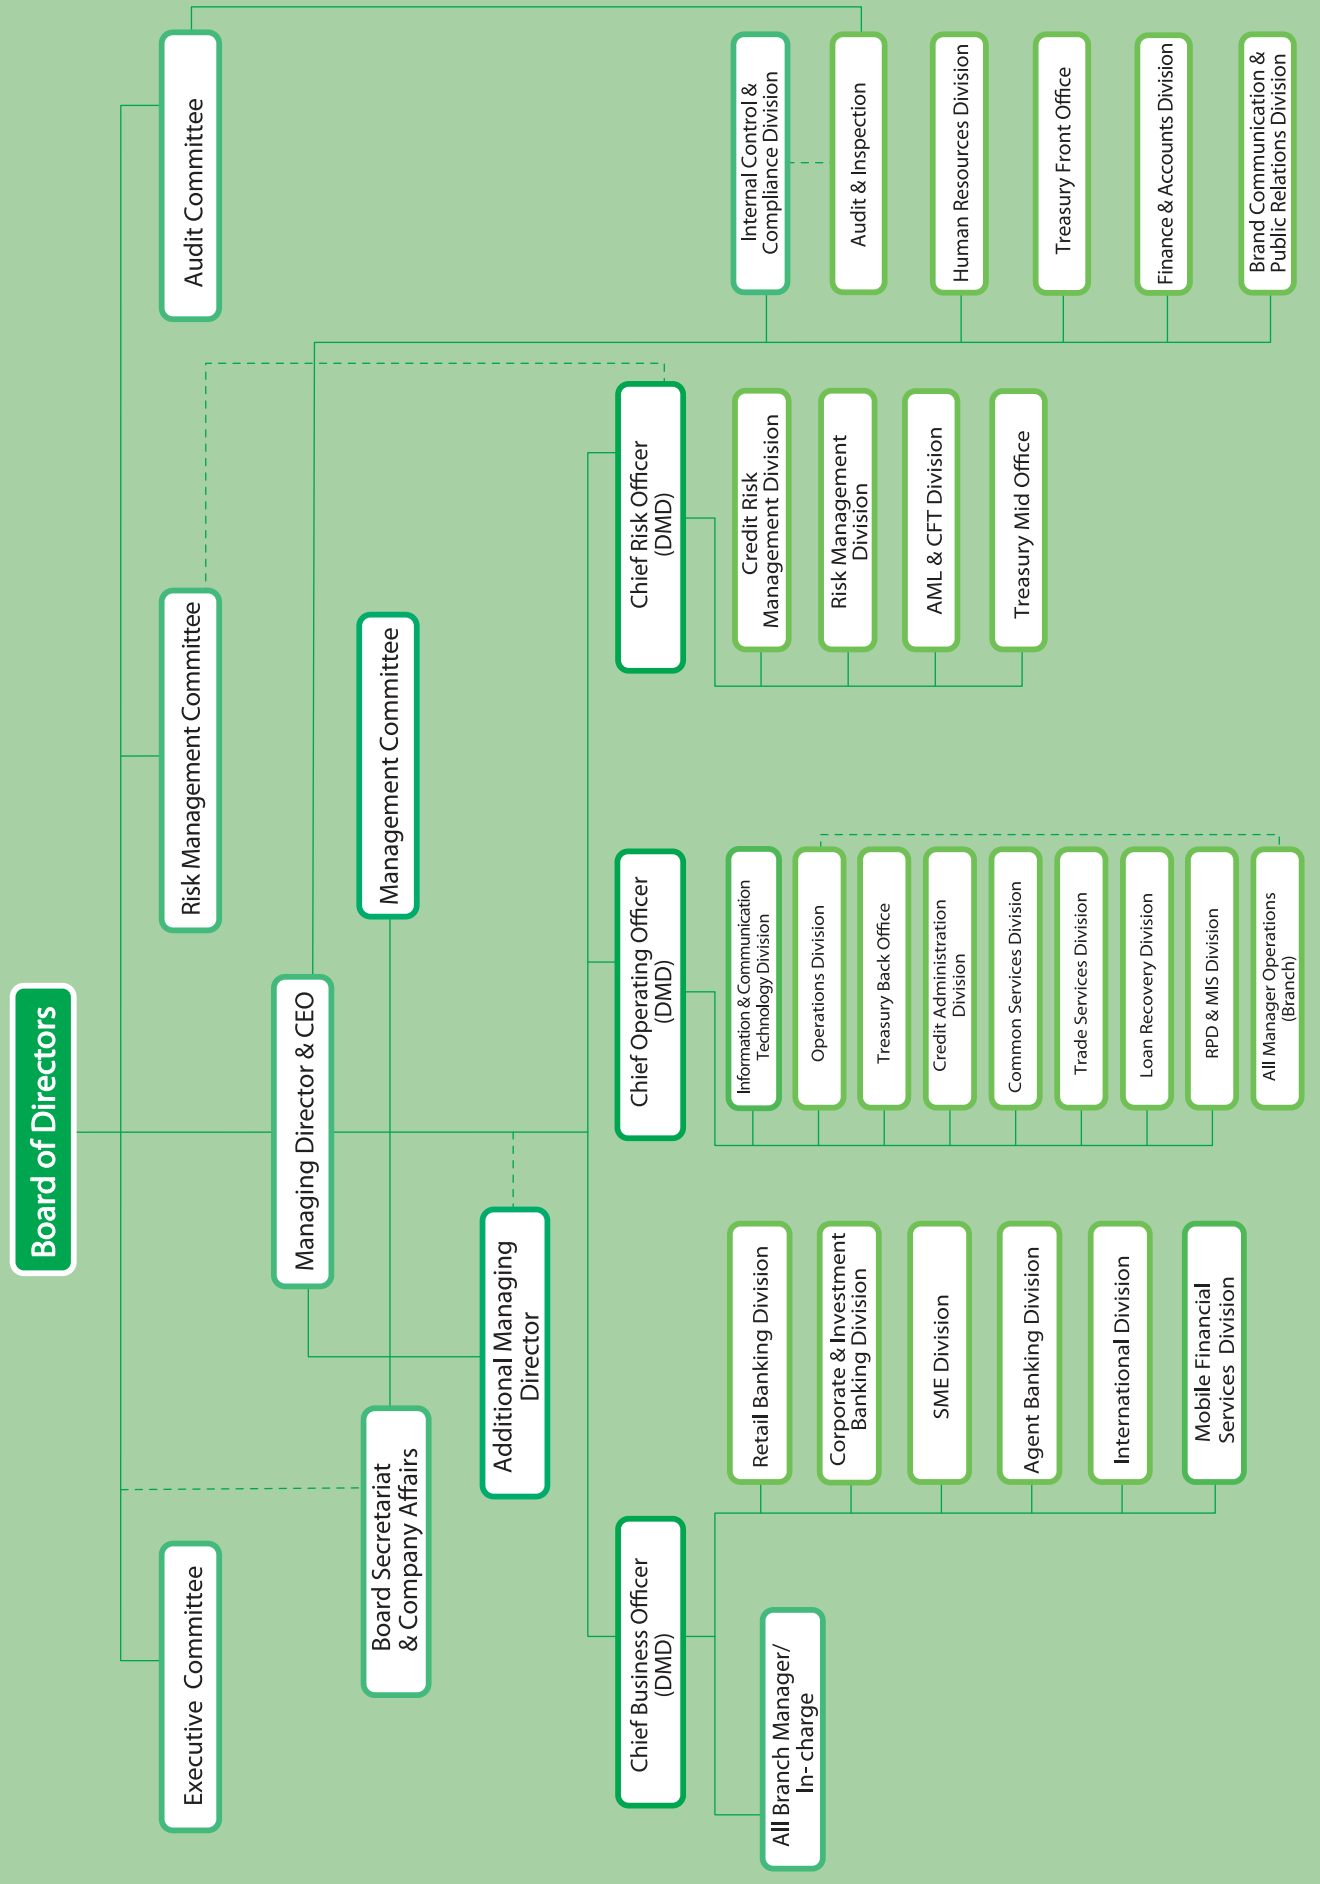 Board of Directors
Executive Committee
Risk Management Committee
Audit Committee
Managing Director & CEO
Board Secretariat
& Company Affairs
Management Committee
Additional Managing
Director
Chief Business Officer
(DMD)
Chief Operating Officer
(DMD)
Chief Risk Officer
(DMD)
All Branch Manager/
In- charge
Retail Banking Division
Corporate & Investment
Banking Division
SME Division
Agent Banking Division
International Division
Mobile Financial
Services Division
Information & Communication
Technology Division
Operations Division
Treasury Back Office
Credit Administration
Division
Common Services Division
Trade Services Division
Loan Recovery Division
RPD & MIS Division
All Manager Operations
(Branch)
Credit Risk
Management Division
Risk Management
Division
AML & CFT Division
Treasury Mid Office
Internal Control &
Compliance Division
Audit & Inspection
Human Resources Division
Treasury Front Office
Finance & Accounts Division
Brand Communication &
Public Relations Division